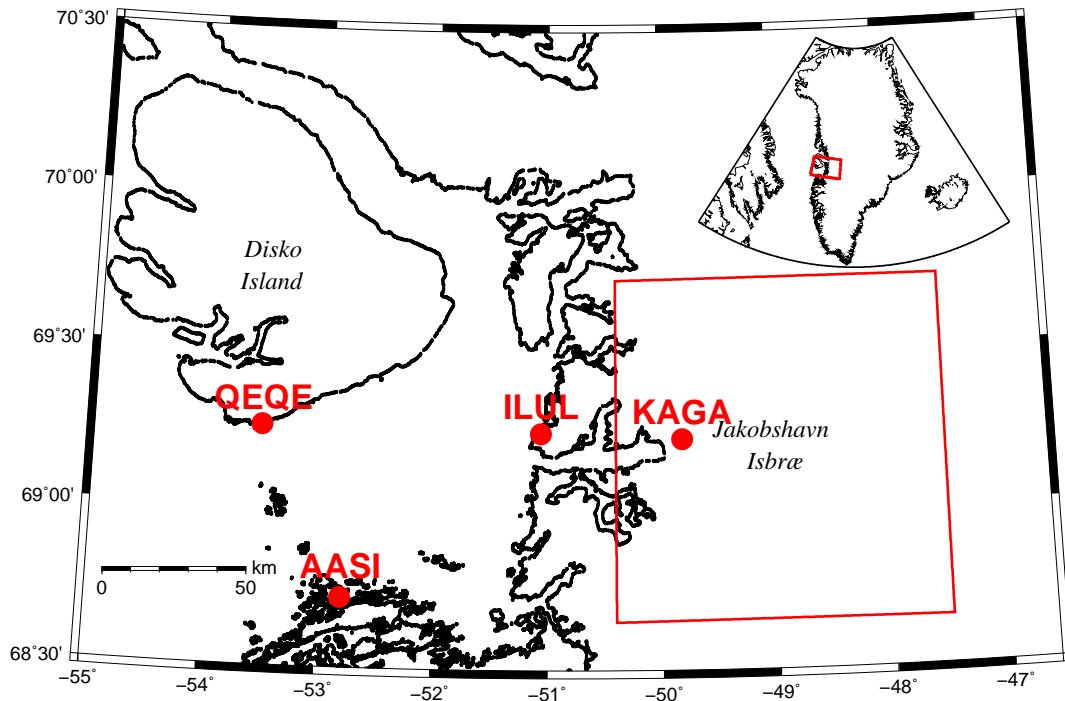 70˚30'
70˚00'
69˚30'
69˚00'
68˚30'
Disko
Island
QEQE
ILUL
KAGA
Jakobshavn
Isbræ
AASI
km
0
50
−55˚
−54˚
−53˚
−52˚
−51˚
−50˚
−49˚
−48˚
−47˚